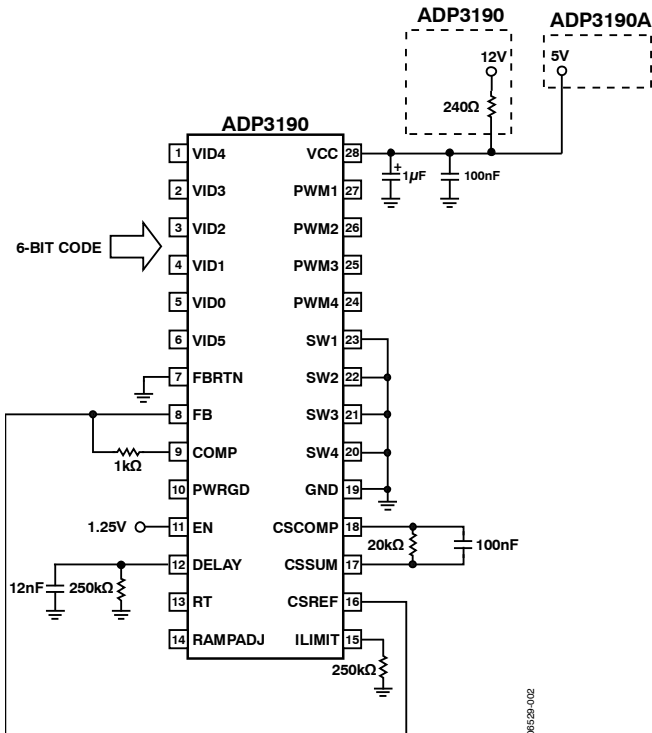 ADP3190
ADP3190A
12V
5V
240Ω
ADP3190
1 VID4
VCC 28
+
1µF
100nF
2 VID3
PWM1 27
3 VID2
PWM2 26
6-BIT CODE
4 VID1
PWM3 25
5 VID0
PWM4 24
6 VID5
SW1 23
7 FBRTN
SW2 22
8 FB
SW3 21
9 COMP
SW4 20
1kΩ
10 PWRGD
GND 19
1.25V
11 EN
CSCOMP 18
20kΩ
100nF
12 DELAY
CSSUM 17
12nF
250kΩ
13 RT
CSREF 16
14 RAMPADJ
ILIMIT 15
250kΩ
06529-002